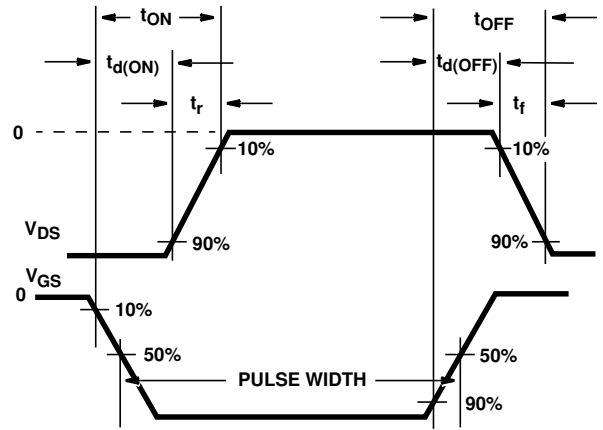 tON
tOFF
td(ON)
td(OFF)
tr
tf
0
10%
10%
VDS
90%
90%
VGS
0
10%
50%
50%
PULSE WIDTH
90%